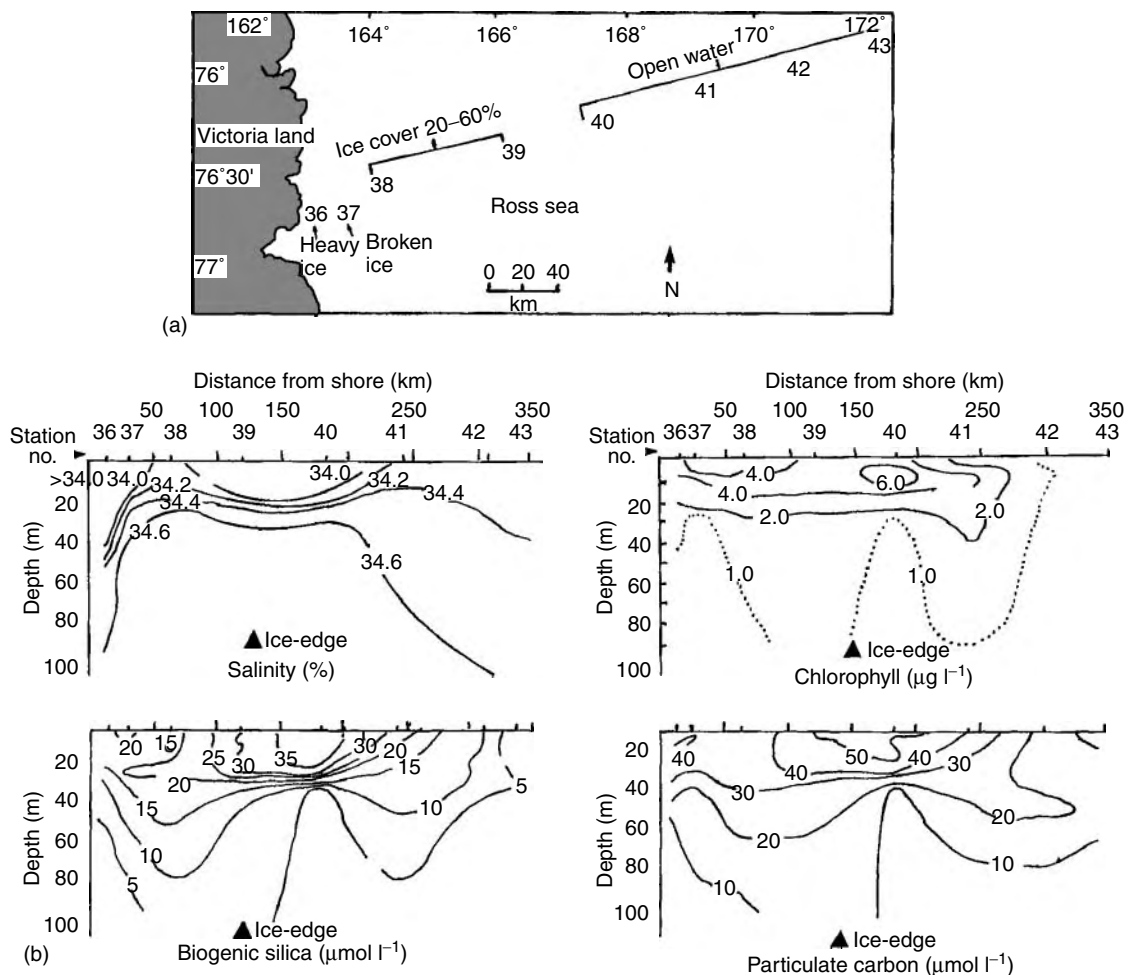 162° 164° 166° 168° 170° 172°
43
Open water
42
76°
41
40
Victoria land
Ice cover 20–60%
39
76°30'
38
36 37
Ross sea
Heavy ice
Broken ice
77°
0 20 40
km
N
(a)
Distance from shore (km)
50 100 150 200 250 350
Station no.
36 37 38 39 40 41 42 43
>34.0 34.0 34.2 34.0 34.2
34.4 34.4
34.6
34.6
Depth (m)
20
40
60
80
100
Ice-edge
Salinity (%)
Distance from shore (km)
50 100 150 200 250 300 350
Station no.
36 37 38 39 40 41 42 43
4.0
6.0
4.0
2.0 2.0
1.0 1.0
Depth (m)
20
40
60
80
100
Ice-edge
Chlorophyll (μg l⁻¹)
20 15 25 35 30 20
30
20 15
15
10
10
5
5
Depth (m)
20
40
60
80
100
Ice-edge
(b)
Biogenic silica (μmol l⁻¹)
40 50 40 30
40
30
20 20
10
10
Depth (m)
20
40
60
80
100
Ice-edge
Particulate carbon (μmol l⁻¹)